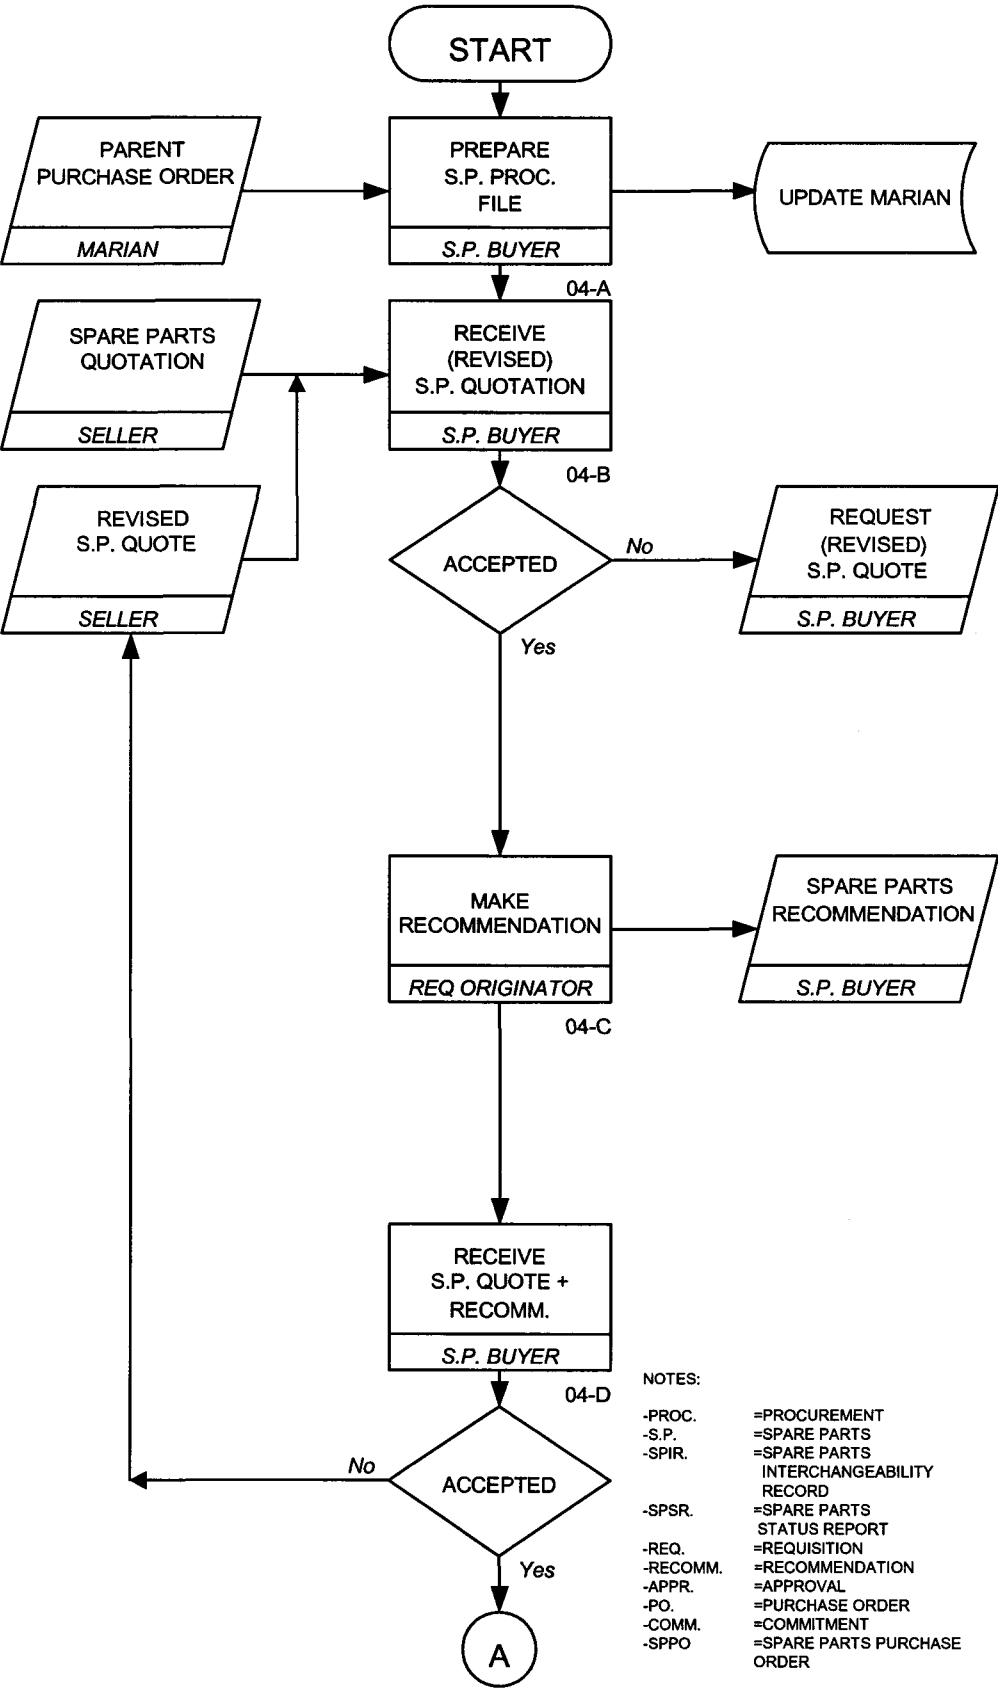 START
PARENT
PURCHASE ORDER
MARIAN
PREPARE
S.P. PROC.
FILE
S.P. BUYER
UPDATE MARIAN
04-A
SPARE PARTS
QUOTATION
SELLER
RECEIVE
(REVISED)
S.P. QUOTATION
S.P. BUYER
04-B
REVISED
S.P. QUOTE
SELLER
ACCEPTED
No
Yes
REQUEST
(REVISED)
S.P. QUOTE
S.P. BUYER
MAKE
RECOMMENDATION
REQ ORIGINATOR
04-C
SPARE PARTS
RECOMMENDATION
S.P. BUYER
RECEIVE
S.P. QUOTE +
RECOMM.
S.P. BUYER
04-D
No
ACCEPTED
Yes
A
NOTES:
-PROC. =PROCUREMENT
-S.P. =SPARE PARTS
-SPIR. =SPARE PARTS
INTERCHANGEABILITY
RECORD
-SPSR. =SPARE PARTS
STATUS REPORT
-REQ. =REQUISITION
-RECOMM. =RECOMMENDATION
-APPR. =APPROVAL
-PO. =PURCHASE ORDER
-COMM. =COMMITMENT
-SPPO =SPARE PARTS PURCHASE
ORDER